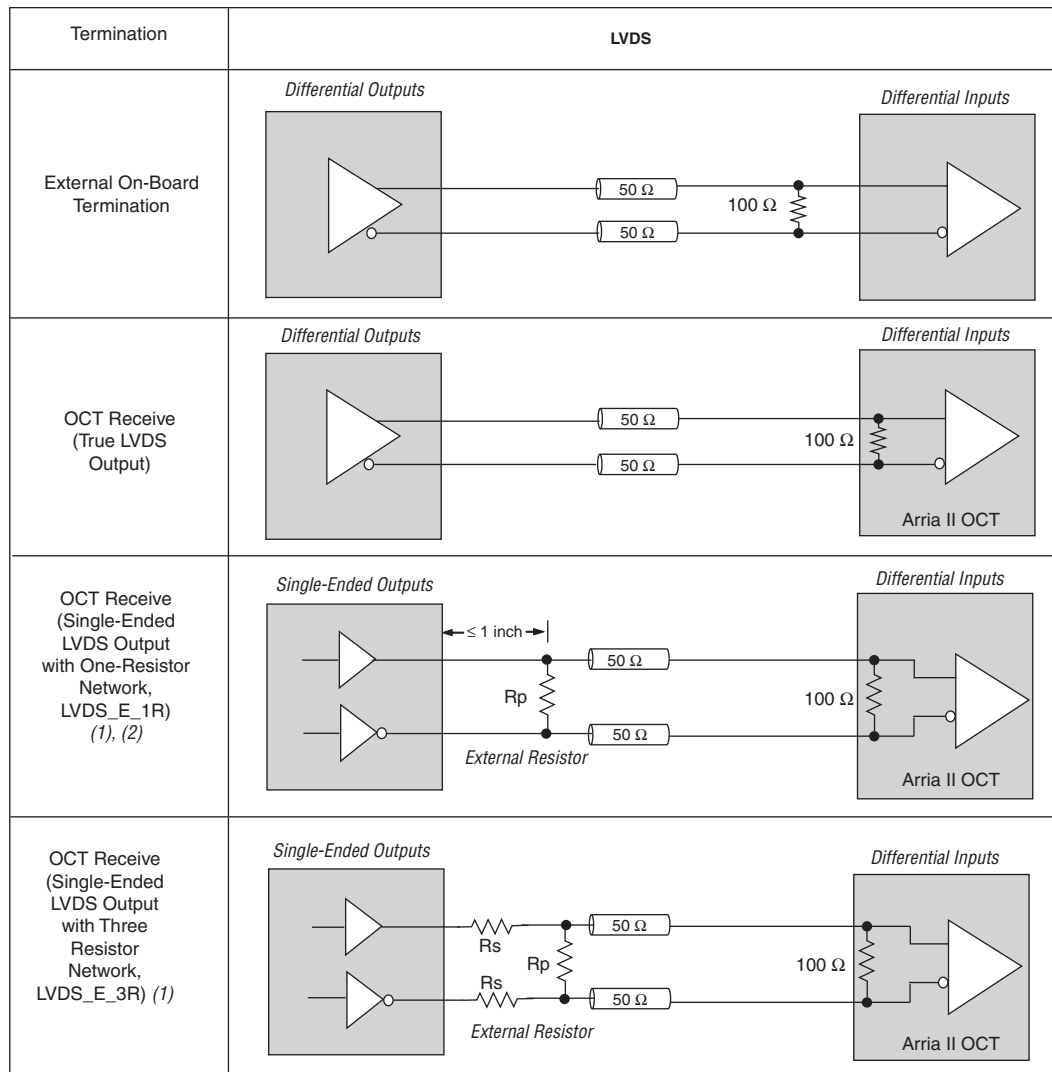 Termination
LVDS
External On-Board
Termination
Differential Outputs
Differential Inputs
50 Ω
50 Ω
100 Ω
OCT Receive
(True LVDS
Output)
Differential Outputs
Differential Inputs
50 Ω
50 Ω
100 Ω
Arria II OCT
OCT Receive
(Single-Ended
LVDS Output
with One-Resistor
Network,
LVDS_E_1R)
(1), (2)
Single-Ended Outputs
Differential Inputs
≤ 1 inch
50 Ω
Rp
100 Ω
50 Ω
External Resistor
Arria II OCT
OCT Receive
(Single-Ended
LVDS Output
with Three
Resistor
Network,
LVDS_E_3R) (1)
Single-Ended Outputs
Differential Inputs
50 Ω
Rs
Rp
100 Ω
Rs
50 Ω
External Resistor
Arria II OCT